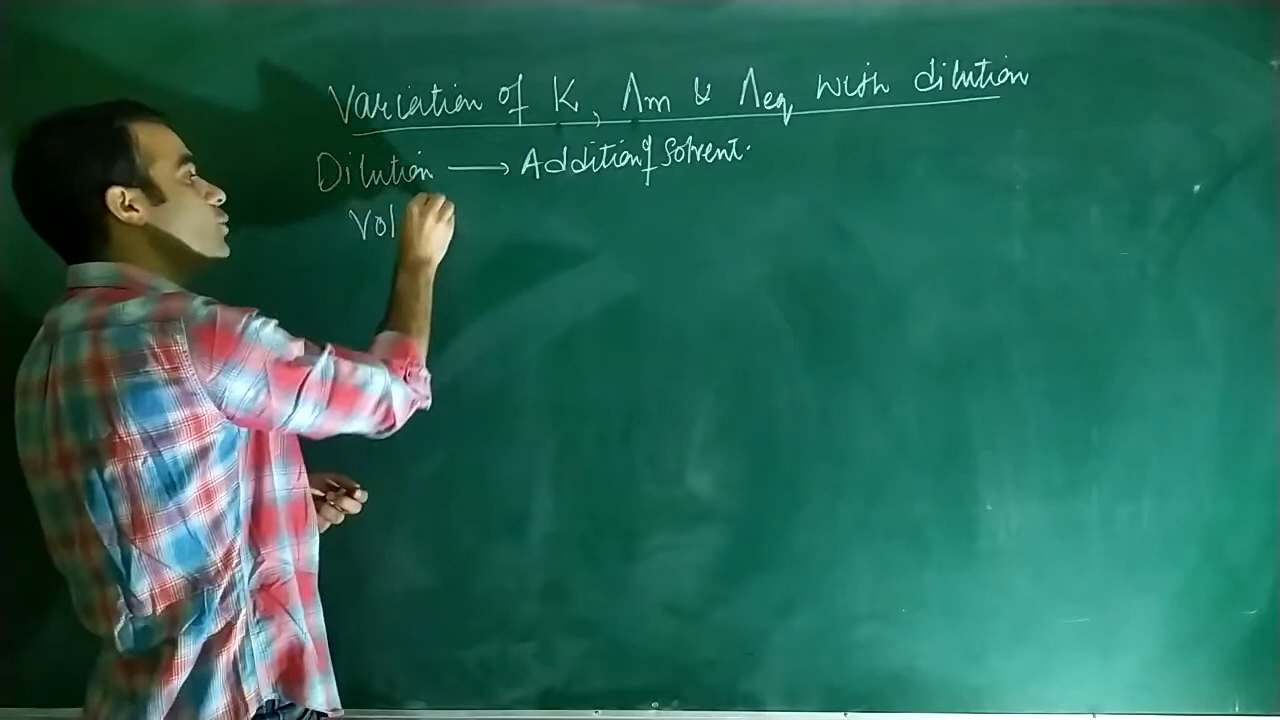 Variation of K, Λm & Λeq with dilution
Dilution ⟶ Addition of Solvent.
Vol